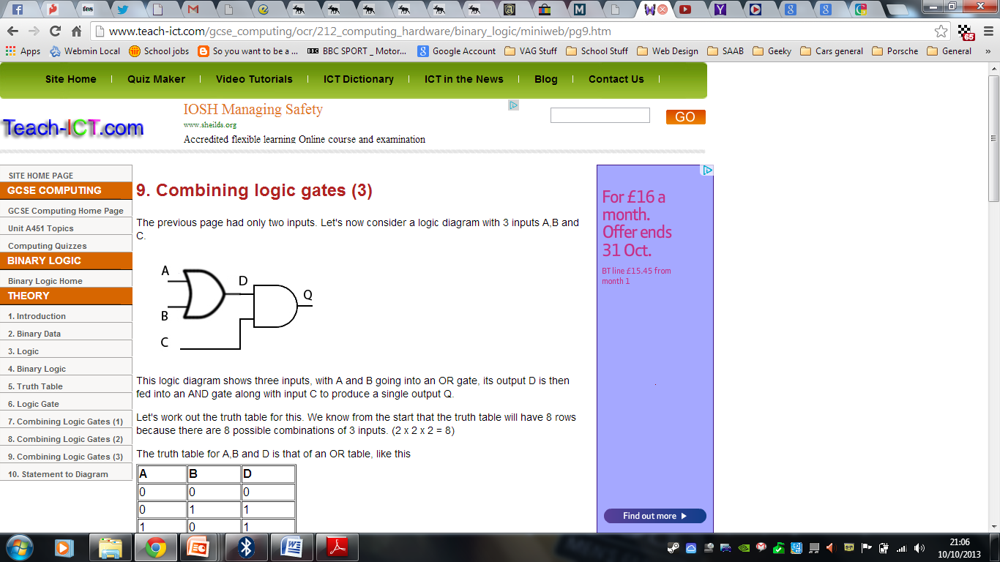 www.teach-ict.com/gcse_computing/ocr/212_computing_hardware/binary_logic/miniweb/pg9.htm
65
Apps Webmin Local School jobs So you want to be a ... BBC SPORT _ Motor... Google Account VAG Stuff School Stuff Web Design SAAB Geeky Cars general Porsche General »
Site Home | Quiz Maker | Video Tutorials | ICT Dictionary | ICT in the News | Blog | Contact Us |
IOSH Managing Safety
www.sheilds.org
Accredited flexible learning Online course and examination
Teach-ICT.com
GO
SITE HOME PAGE
GCSE COMPUTING
GCSE Computing Home Page
Unit A451 Topics
Computing Quizzes
BINARY LOGIC
Binary Logic Home
THEORY
1. Introduction
2. Binary Data
3. Logic
4. Binary Logic
5. Truth Table
6. Logic Gate
7. Combining Logic Gates (1)
8. Combining Logic Gates (2)
9. Combining Logic Gates (3)
10. Statement to Diagram
9. Combining logic gates (3)
The previous page had only two inputs. Let's now consider a logic diagram with 3 inputs A,B and
C.
A
D
Q
B
C
This logic diagram shows three inputs, with A and B going into an OR gate, its output D is then
fed into an AND gate along with input C to produce a single output Q.
Let's work out the truth table for this. We know from the start that the truth table will have 8 rows
because there are 8 possible combinations of 3 inputs. (2 x 2 x 2 = 8)
The truth table for A,B and D is that of an OR table, like this
A B D
0 0 0
0 1 1
1 0 1
For £16 a
month.
Offer ends
31 Oct.
BT line £15.45 from
month 1
Find out more
21:06
10/10/2013